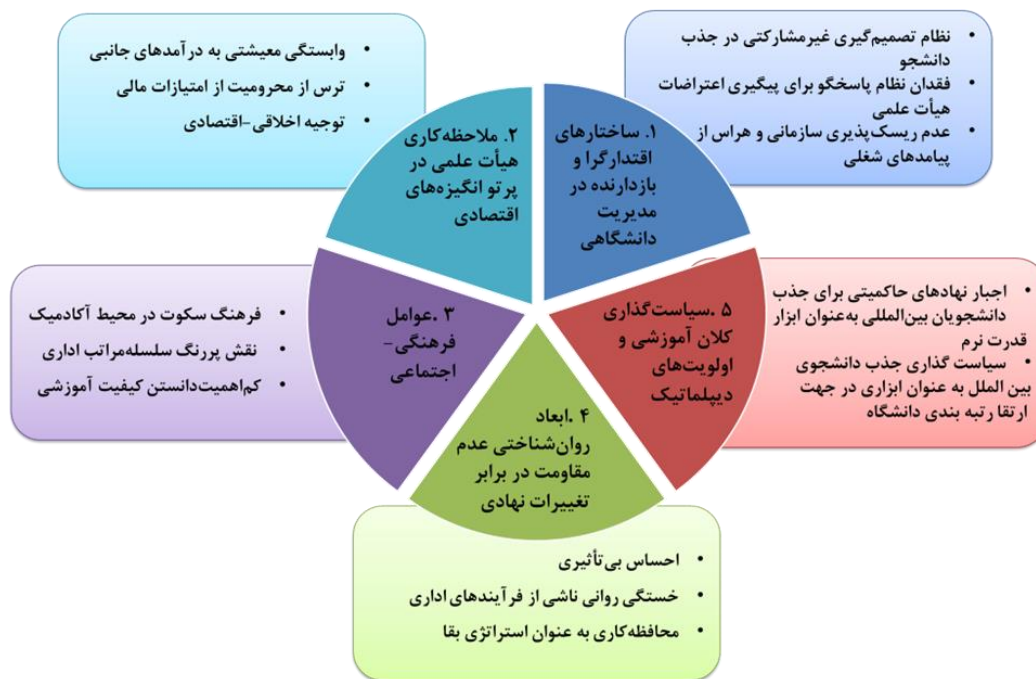 • نظام تصمیم‌گیری غیرمشارکتی در جذب
دانشجو
• فقدان نظام پاسخگو برای پیگیری اعتراضات
هیأت علمی
• عدم ریسک‌پذیری سازمانی و هراس از
پیامدهای شغلی
۱. ساختارهای
اقتدارگرا و
بازدارنده در
مدیریت
دانشگاهی
• وابستگی معیشتی به درآمدهای جانبی
• ترس از محرومیت از امتیازات مالی
• توجیه اخلاقی-اقتصادی
۲. ملاحظه‌کاری
هیأت علمی در
پرتو انگیزه‌های
اقتصادی
• فرهنگ سکوت در محیط آکادمیک
• نقش پررنگ سلسله‌مراتب اداری
• کم‌اهمیت‌دانستن کیفیت آموزشی
۳ .عوامل
فرهنگی-
اجتماعی
۴ .ابعاد
روان‌شناختی عدم
مقاومت در برابر
تغییرات نهادی
• احساس بی‌تأثیری
• خستگی روانی ناشی از فرآیندهای اداری
• محافظه‌کاری به عنوان استراتژی بقا
۵ .سیاست‌گذاری
کلان آموزشی و
اولویت‌های
دیپلماتیک
• اجبار نهادهای حاکمیتی برای جذب
دانشجویان بین‌المللی به‌عنوان ابزار
قدرت نرم
• سیاست گذاری جذب دانشجوی
بین الملل به عنوان ابزاری در جهت
ارتقا رتبه بندی دانشگاه